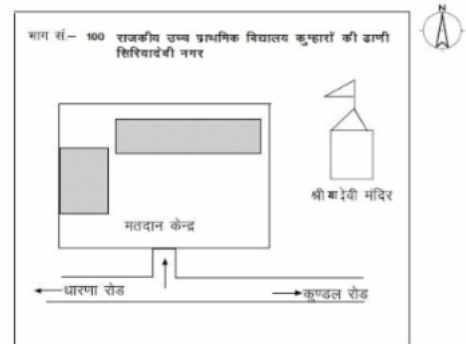 N
भाग सं.– 100 राजकीय उच्च प्राथमिक विद्यालय कुम्हारों की ढाणी
सिरियादेवी नगर
श्री या देवी मंदिर
मतदान केन्द्र
धारणा रोड
कुण्डल रोड